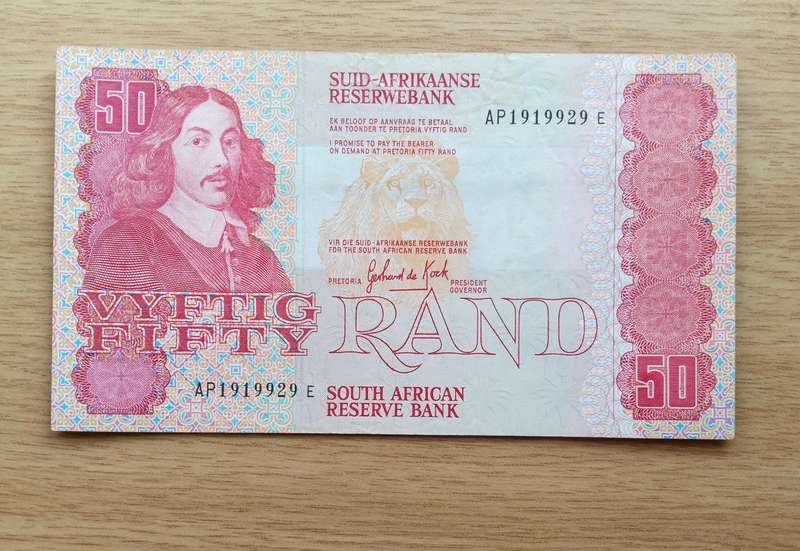 50
SUID-AFRIKAANSE
RESERWEBANK
EK BELOOF OP AANVRAAG TE BETAAL
AAN TOONDER TE PRETORIA VYFTIG RAND
I PROMISE TO PAY THE BEARER
ON DEMAND AT PRETORIA FIFTY RAND
AP1919929 E
VIR DIE SUID-AFRIKAANSE RESERWEBANK
FOR THE SOUTH AFRICAN RESERVE BANK
PRETORIA Gerhard de Kock PRESIDENT
GOVERNOR
VYFTIG
FIFTY
RAND
AP1919929 E
SOUTH AFRICAN
RESERVE BANK
50